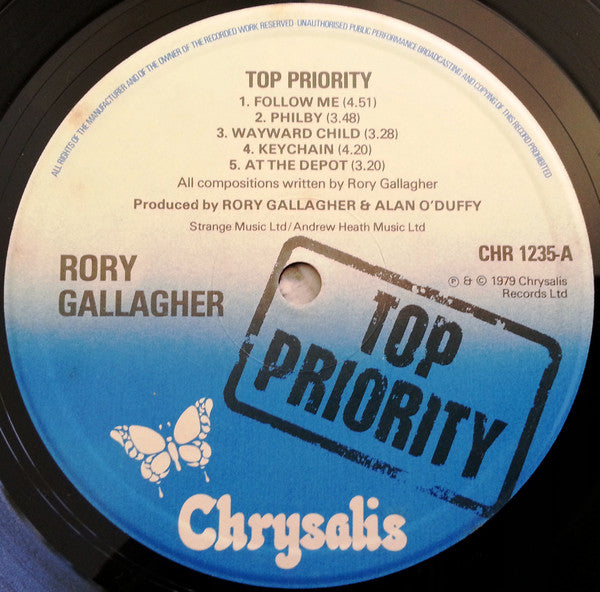 ALL RIGHTS OF THE MANUFACTURER AND OF THE OWNER OF THE RECORDED WORK RESERVED · UNAUTHORISED PUBLIC PERFORMANCE BROADCASTING AND COPYING OF THIS RECORD PROHIBITED.
TOP PRIORITY
1. FOLLOW ME (4.51)
2. PHILBY (3.48)
3. WAYWARD CHILD (3.28)
4. KEYCHAIN (4.20)
5. AT THE DEPOT (3.20)
All compositions written by Rory Gallagher
Produced by RORY GALLAGHER & ALAN O'DUFFY
Strange Music Ltd/Andrew Heath Music Ltd
CHR 1235-A
RORY
GALLAGHER
℗ & © 1979 Chrysalis
Records Ltd
TOP
PRIORITY
Chrysalis